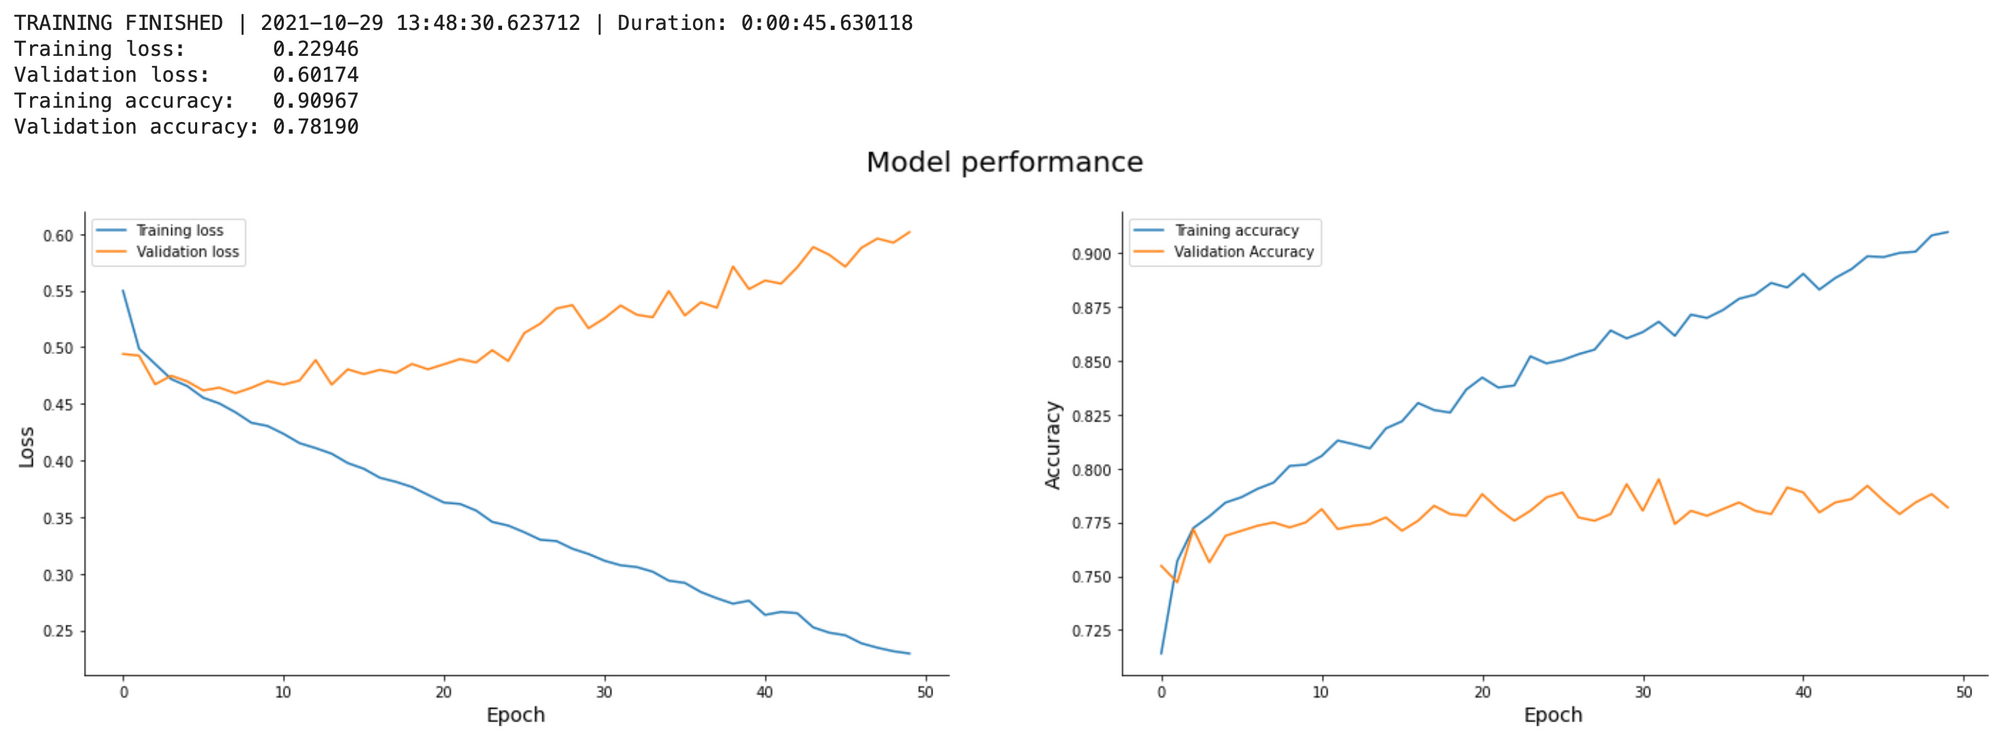 TRAINING FINISHED | 2021-10-29 13:48:30.623712 | Duration: 0:00:45.630118
Training loss: 0.22946
Validation loss: 0.60174
Training accuracy: 0.90967
Validation accuracy: 0.78190
Model performance
Training loss
Validation loss
0.60
0.55
0.50
0.45
0.40
0.35
0.30
0.25
Loss
0 10 20 30 40 50
Epoch
Training accuracy
Validation Accuracy
0.900
0.875
0.850
0.825
0.800
0.775
0.750
0.725
Accuracy
0 10 20 30 40 50
Epoch